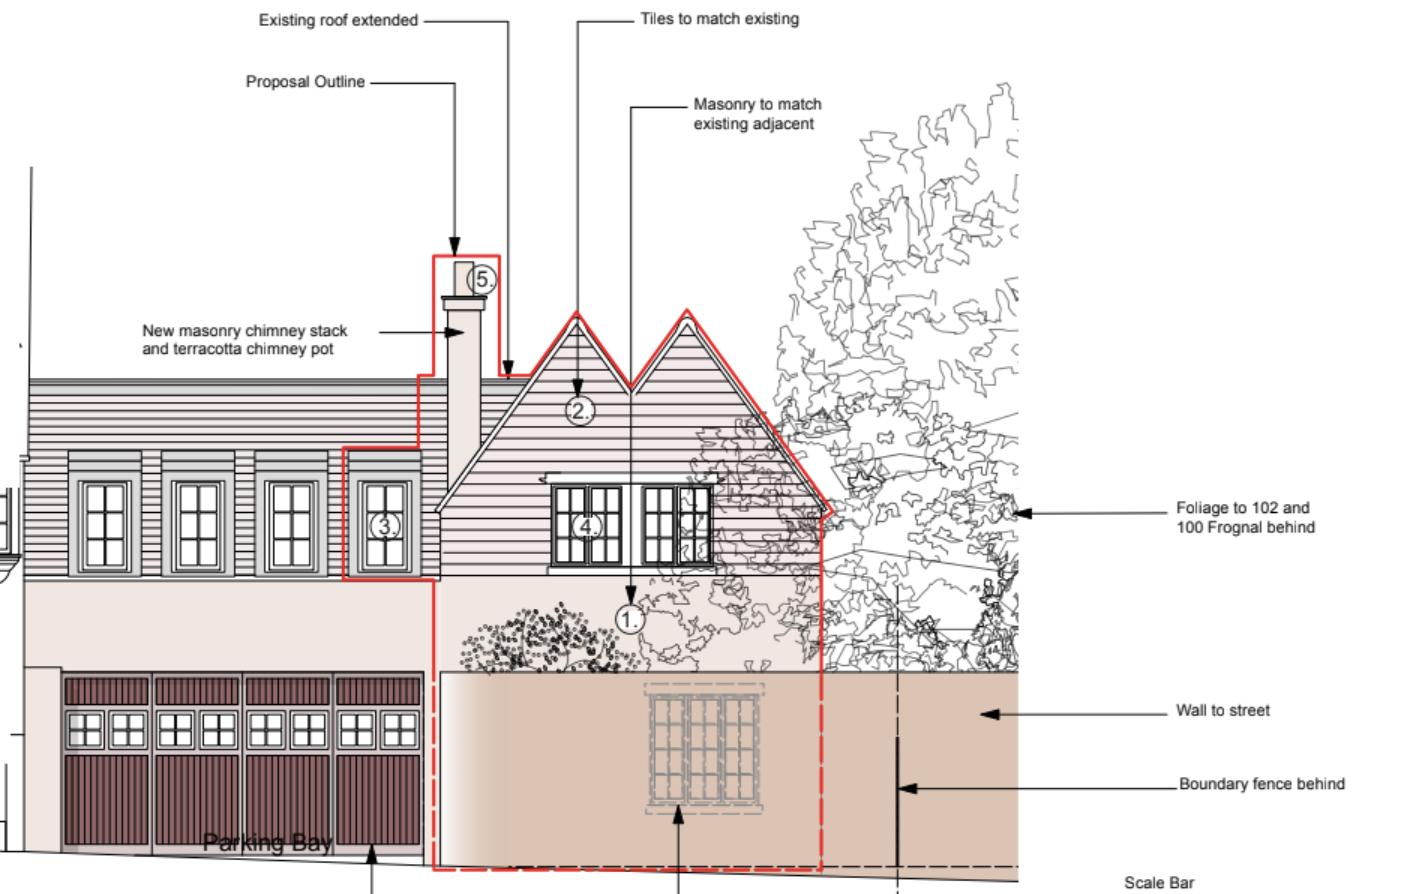 Existing roof extended
Tiles to match existing
Proposal Outline
Masonry to match
existing adjacent
5.
New masonry chimney stack
and terracotta chimney pot
2.
3.
4.
Foliage to 102 and
100 Frognal behind
1.
Wall to street
Boundary fence behind
Parking Bay
Scale Bar